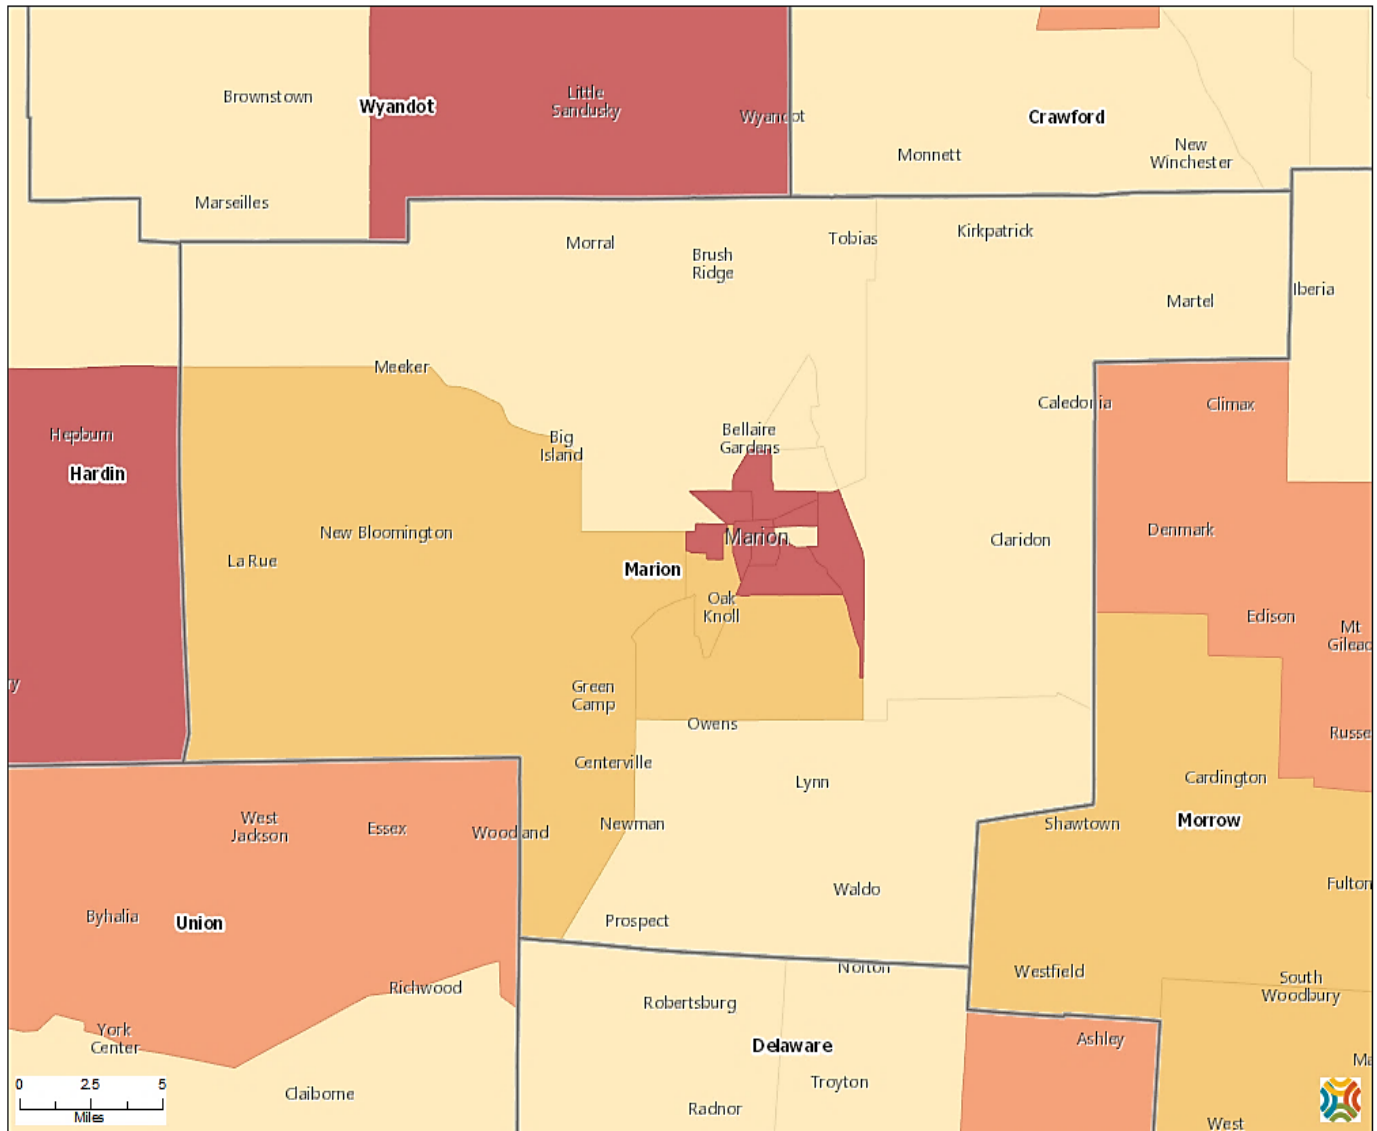 Brownstown
Wyandot
Little
Sandusky
Wyandot
Crawford
Monnett
New
Winchester
Marseilles
Morral
Brush
Ridge
Tobias
Kirkpatrick
Martel
Iberia
Meeker
Caledonia
Climax
Hepburn
Hardin
Big
Island
Bellaire
Gardens
New Bloomington
La Rue
Marion
Marion
Claridon
Denmark
Oak
Knoll
Edison
Mt
Gilead
Green
Camp
Owens
Russe
Centerville
Lynn
Cardington
West
Jackson
Essex
Woodland
Newman
Shawtown
Morrow
Waldo
Fulton
Byhalia
Union
Prospect
Norton
Westfield
South
Woodbury
Richwood
Robertsburg
York
Center
Delaware
Ashley
Ma
Claiborne
Troyton
Radnor
West
0 2.5 5
Miles